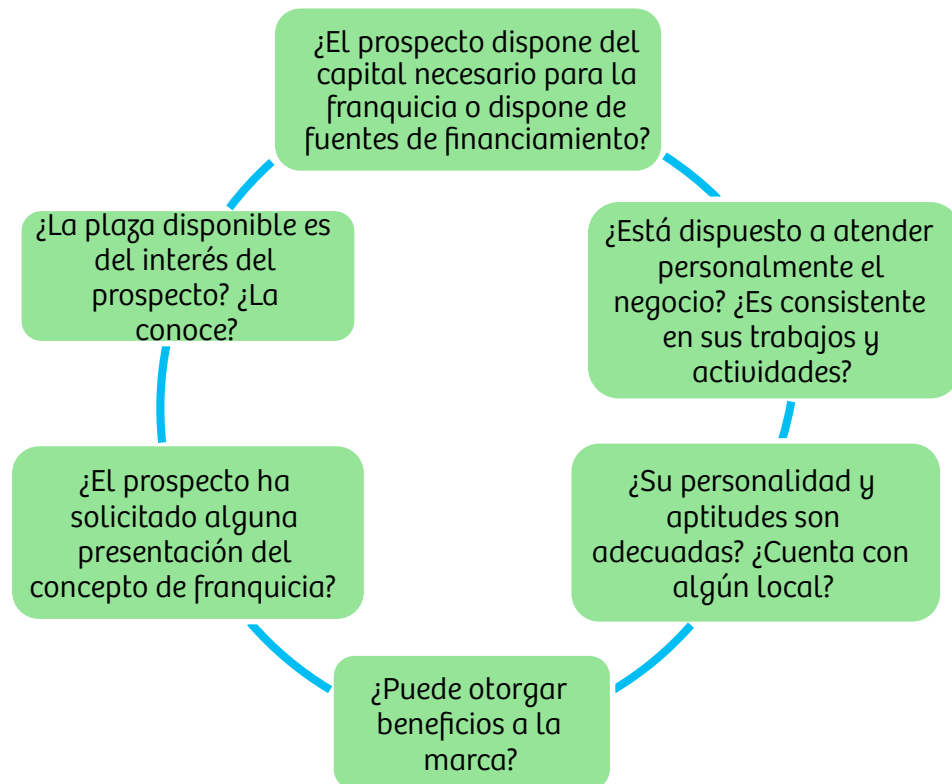 ¿El prospecto dispone del
capital necesario para la
franquicia o dispone de
fuentes de financiamiento?
¿Está dispuesto a atender
personalmente el
negocio? ¿Es consistente
en sus trabajos y
actividades?
¿Su personalidad y
aptitudes son
adecuadas? ¿Cuenta con
algún local?
¿Puede otorgar
beneficios a la
marca?
¿El prospecto ha
solicitado alguna
presentación del
concepto de franquicia?
¿La plaza disponible es
del interés del
prospecto? ¿La
conoce?